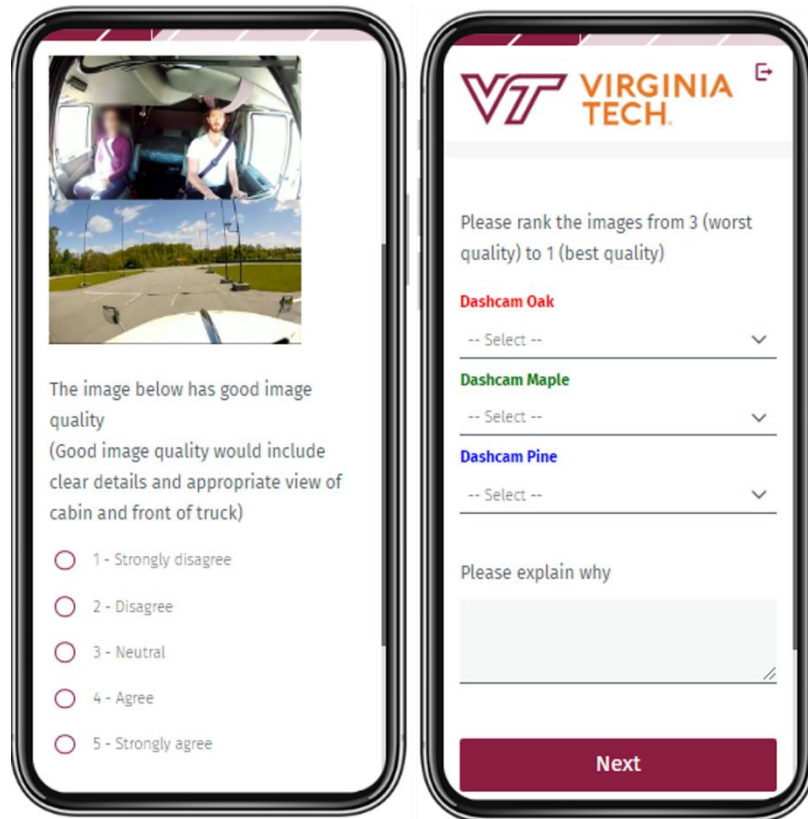 The image below has good image
quality
(Good image quality would include
clear details and appropriate view of
cabin and front of truck)
1 - Strongly disagree
2 - Disagree
3 - Neutral
4 - Agree
5 - Strongly agree
VT VIRGINIA
TECH.
Please rank the images from 3 (worst
quality) to 1 (best quality)
Dashcam Oak
-- Select --
Dashcam Maple
-- Select --
Dashcam Pine
-- Select --
Please explain why
Next